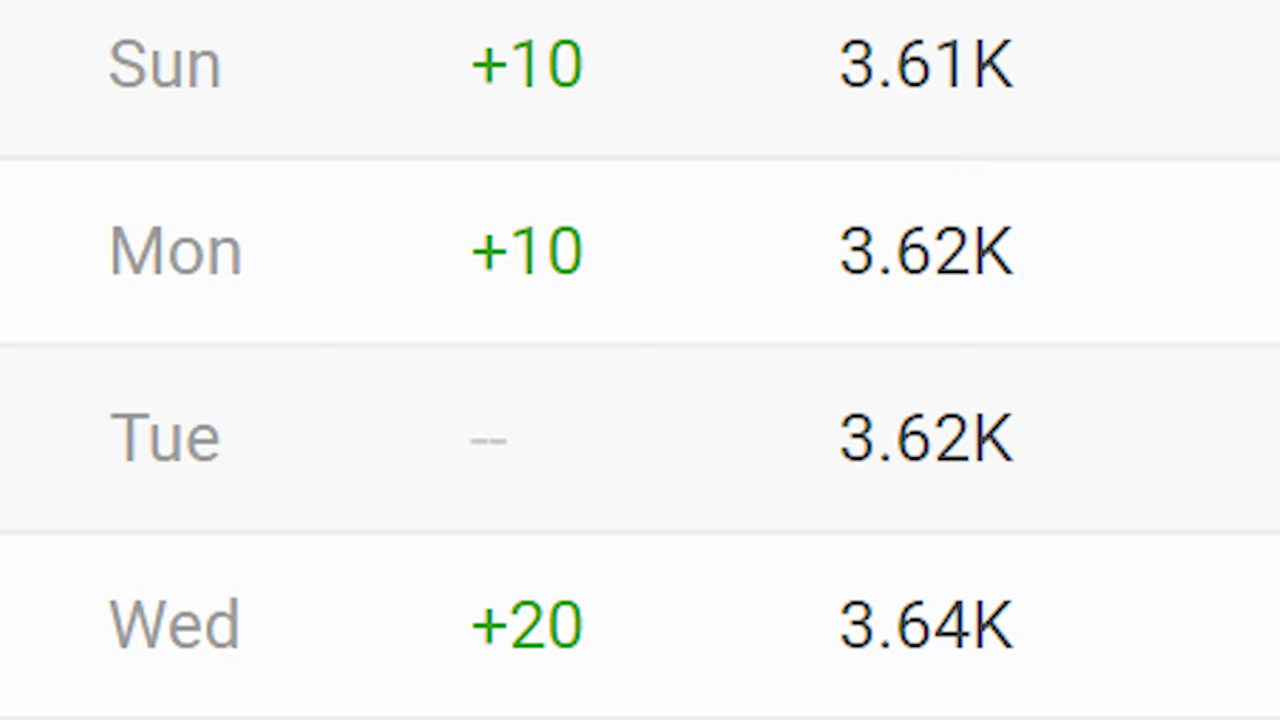 Sun +10 3.61K
Mon +10 3.62K
Tue -- 3.62K
Wed +20 3.64K